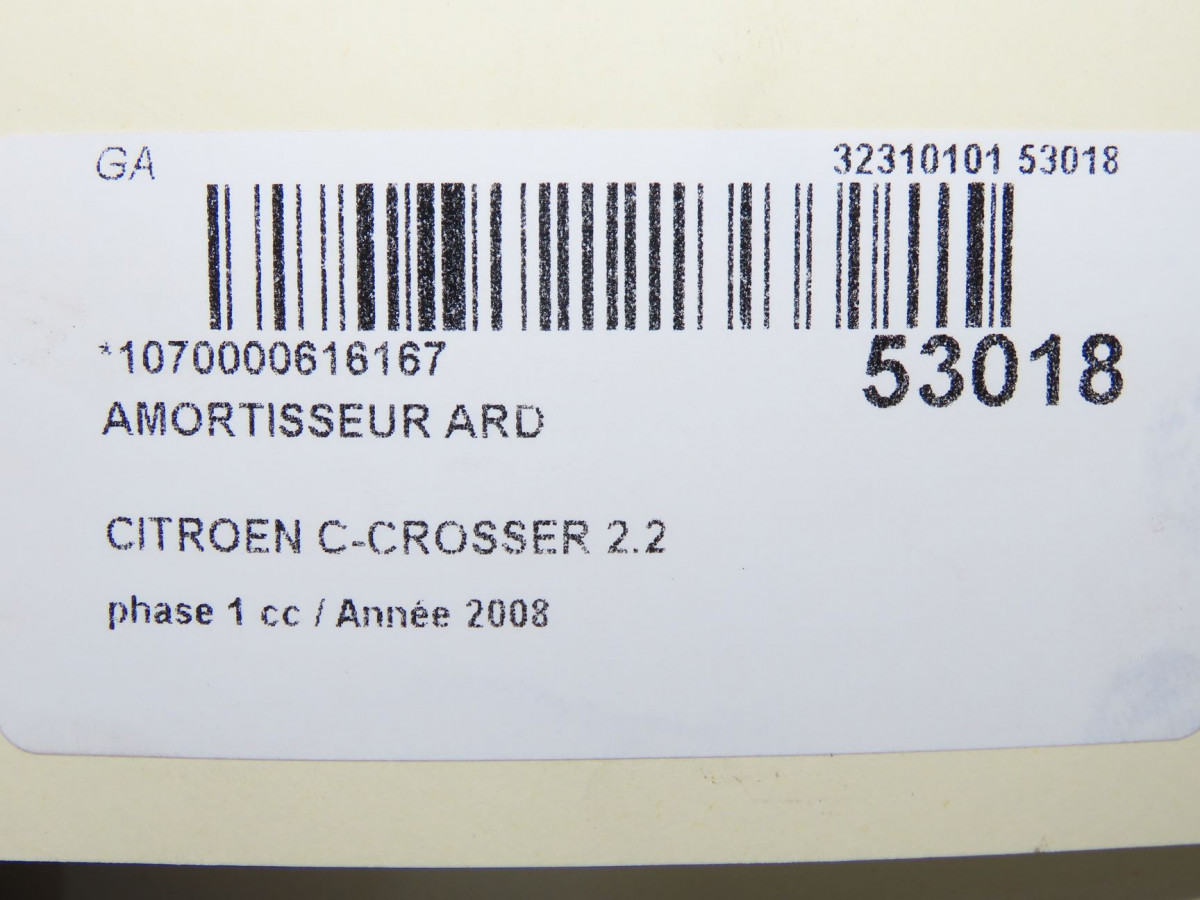 GA
32310101 53018
*1070000616167
53018
AMORTISSEUR ARD
CITROEN C-CROSSER 2.2
phase 1 cc / Année 2008